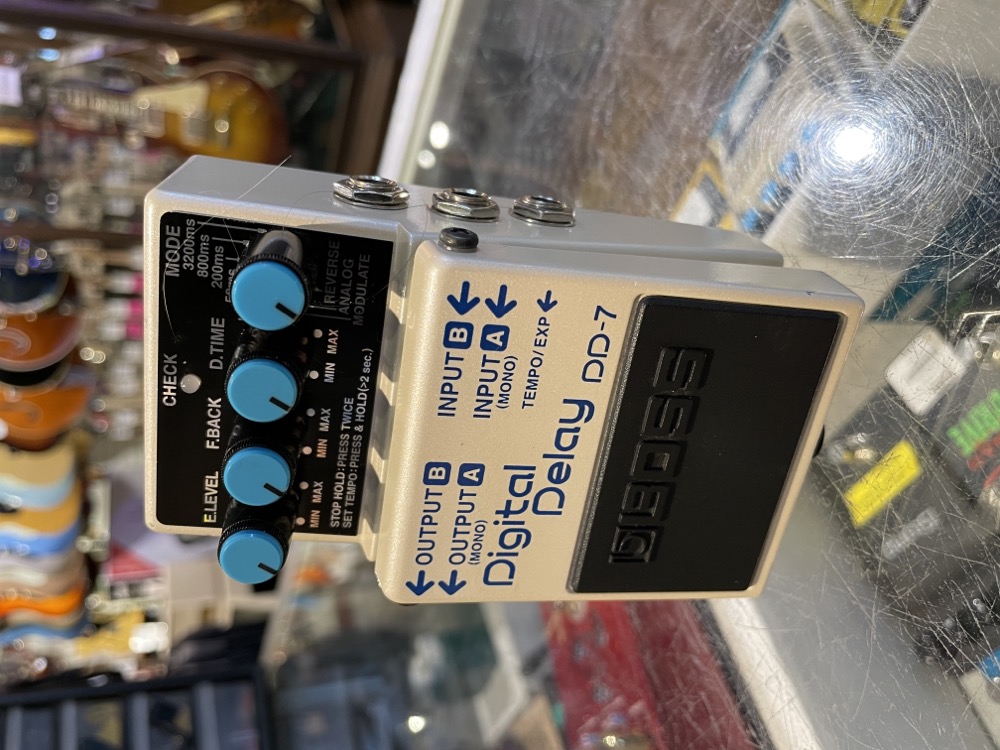 CHECK
E.LEVEL F.BACK D.TIME MODE
3200ms
800ms
200ms
50ms
REVERSE
ANALOG
MODULATE
MIN MAX MIN MAX MIN MAX
STOP HOLD:PRESS TWICE
SET TEMPO:PRESS & HOLD(>2 sec.)
OUTPUT B INPUT B
OUTPUT A INPUT A
(MONO) (MONO)
TEMPO/EXP
Digital
Delay DD-7
BOSS